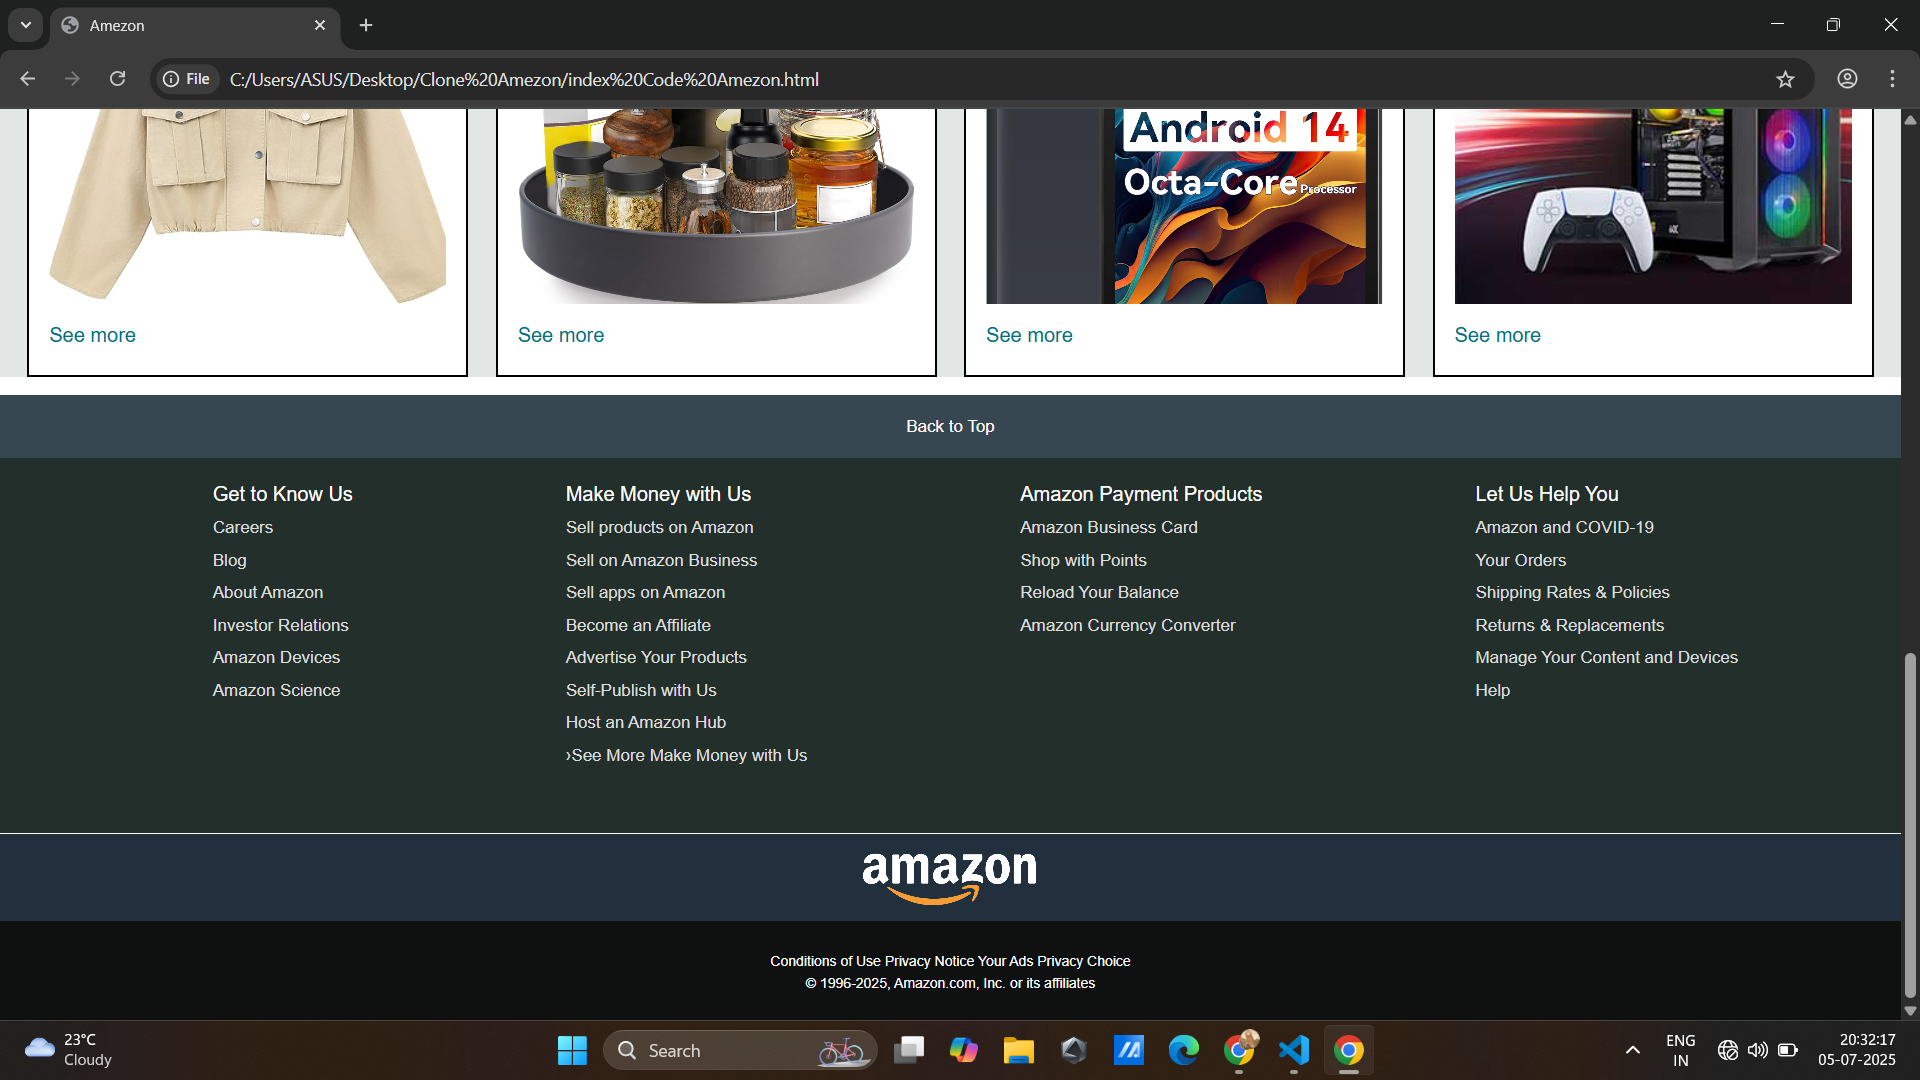 Amezon
File
C:/Users/ASUS/Desktop/Clone%20Amezon/index%20Code%20Amezon.html
Android 14
Octa-Core Processor
See more
See more
See more
See more
Back to Top
Get to Know Us
Careers
Blog
About Amazon
Investor Relations
Amazon Devices
Amazon Science
Make Money with Us
Sell products on Amazon
Sell on Amazon Business
Sell apps on Amazon
Become an Affiliate
Advertise Your Products
Self-Publish with Us
Host an Amazon Hub
›See More Make Money with Us
Amazon Payment Products
Amazon Business Card
Shop with Points
Reload Your Balance
Amazon Currency Converter
Let Us Help You
Amazon and COVID-19
Your Orders
Shipping Rates & Policies
Returns & Replacements
Manage Your Content and Devices
Help
amazon
Conditions of Use Privacy Notice Your Ads Privacy Choice
© 1996-2025, Amazon.com, Inc. or its affiliates
23°C
Cloudy
Search
ENG
IN
20:32:17
05-07-2025